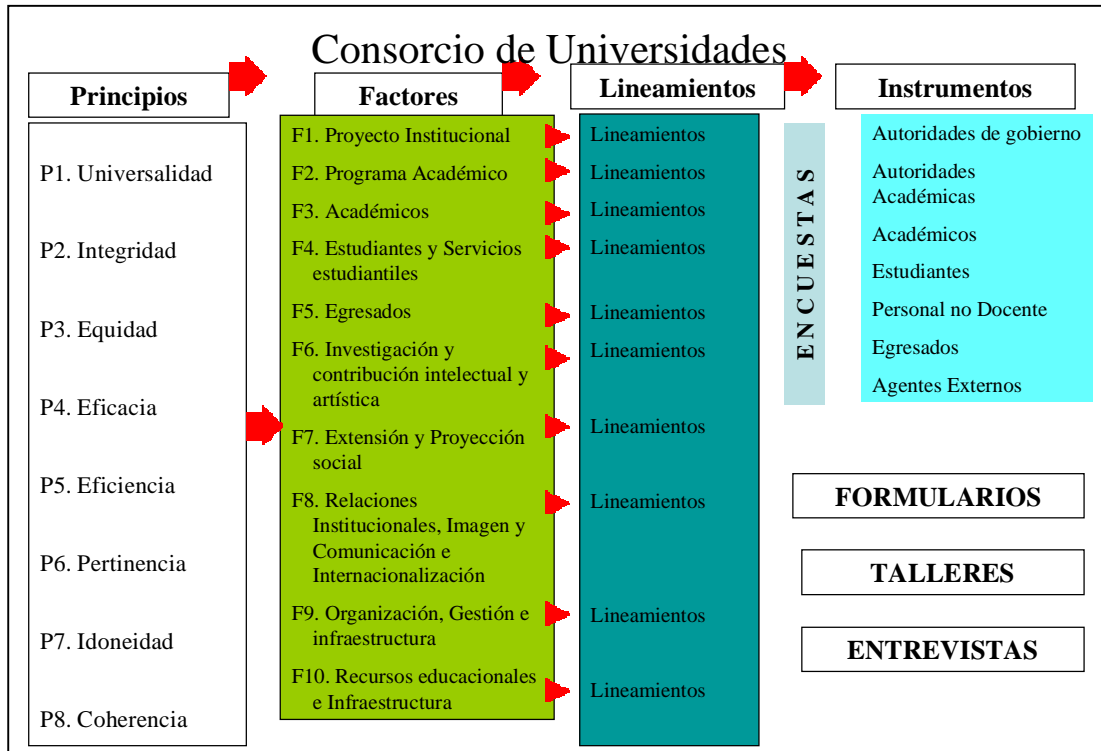 Consorcio de Universidades
Principios
P1. Universalidad
P2. Integridad
P3. Equidad
P4. Eficacia
P5. Eficiencia
P6. Pertinencia
P7. Idoneidad
P8. Coherencia
Factores
F1. Proyecto Institucional
F2. Programa Académico
F3. Académicos
F4. Estudiantes y Servicios
estudiantiles
F5. Egresados
F6. Investigación y
contribución intelectual y
artística
F7. Extensión y Proyección
social
F8. Relaciones
Institucionales, Imagen y
Comunicación e
Internacionalización
F9. Organización, Gestión e
infraestructura
F10. Recursos educacionales
e Infraestructura
Lineamientos
Lineamientos
Lineamientos
Lineamientos
Lineamientos
Lineamientos
Lineamientos
Lineamientos
Lineamientos
Lineamientos
Lineamientos
Instrumentos
ENCUESTAS
Autoridades de gobierno
Autoridades
Académicas
Académicos
Estudiantes
Personal no Docente
Egresados
Agentes Externos
FORMULARIOS
TALLERES
ENTREVISTAS